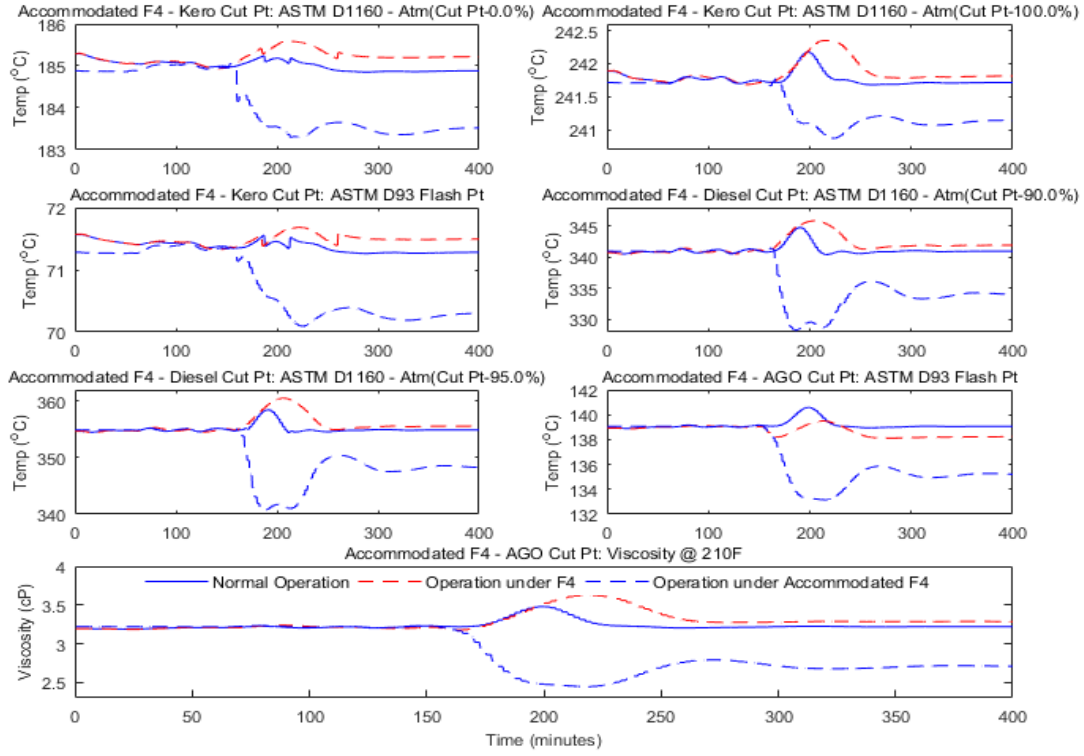 Accommodated F4 - Kero Cut Pt: ASTM D1160 - Atm(Cut Pt-0.0%)
186
185
184
183
Temp (°C)
0 100 200 300 400
Accommodated F4 - Kero Cut Pt: ASTM D1160 - Atm(Cut Pt-100.0%)
242.5
242
241.5
241
Temp (°C)
0 100 200 300 400
Accommodated F4 - Kero Cut Pt: ASTM D93 Flash Pt
72
71
70
Temp (°C)
0 100 200 300 400
Accommodated F4 - Diesel Cut Pt: ASTM D1160 - Atm(Cut Pt-90.0%)
345
340
335
330
Temp (°C)
0 100 200 300 400
Accommodated F4 - Diesel Cut Pt: ASTM D1160 - Atm(Cut Pt-95.0%)
360
350
340
Temp (°C)
0 100 200 300 400
Accommodated F4 - AGO Cut Pt: ASTM D93 Flash Pt
142
140
138
136
134
132
Temp (°C)
0 100 200 300 400
Accommodated F4 - AGO Cut Pt: Viscosity @ 210F
Normal Operation Operation under F4 Operation under Accommodated F4
4
3.5
3
2.5
Viscosity (cP)
0 50 100 150 200 250 300 350 400
Time (minutes)